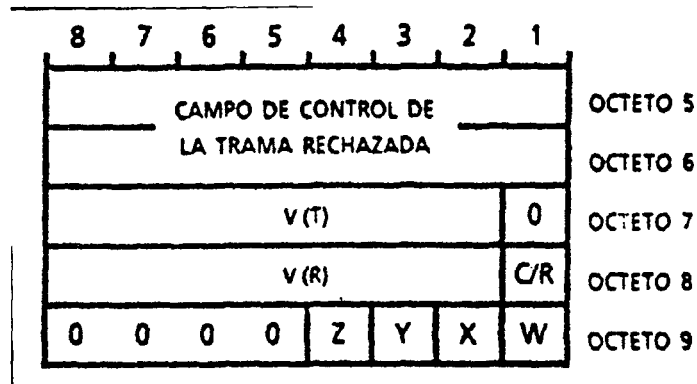 8 7 6 5 4 3 2 1
CAMPO DE CONTROL DE OCTETO 5
LA TRAMA RECHAZADA OCTETO 6
V (T) 0 OCTETO 7
V (R) C/R OCTETO 8
0 0 0 0 Z Y X W OCTETO 9